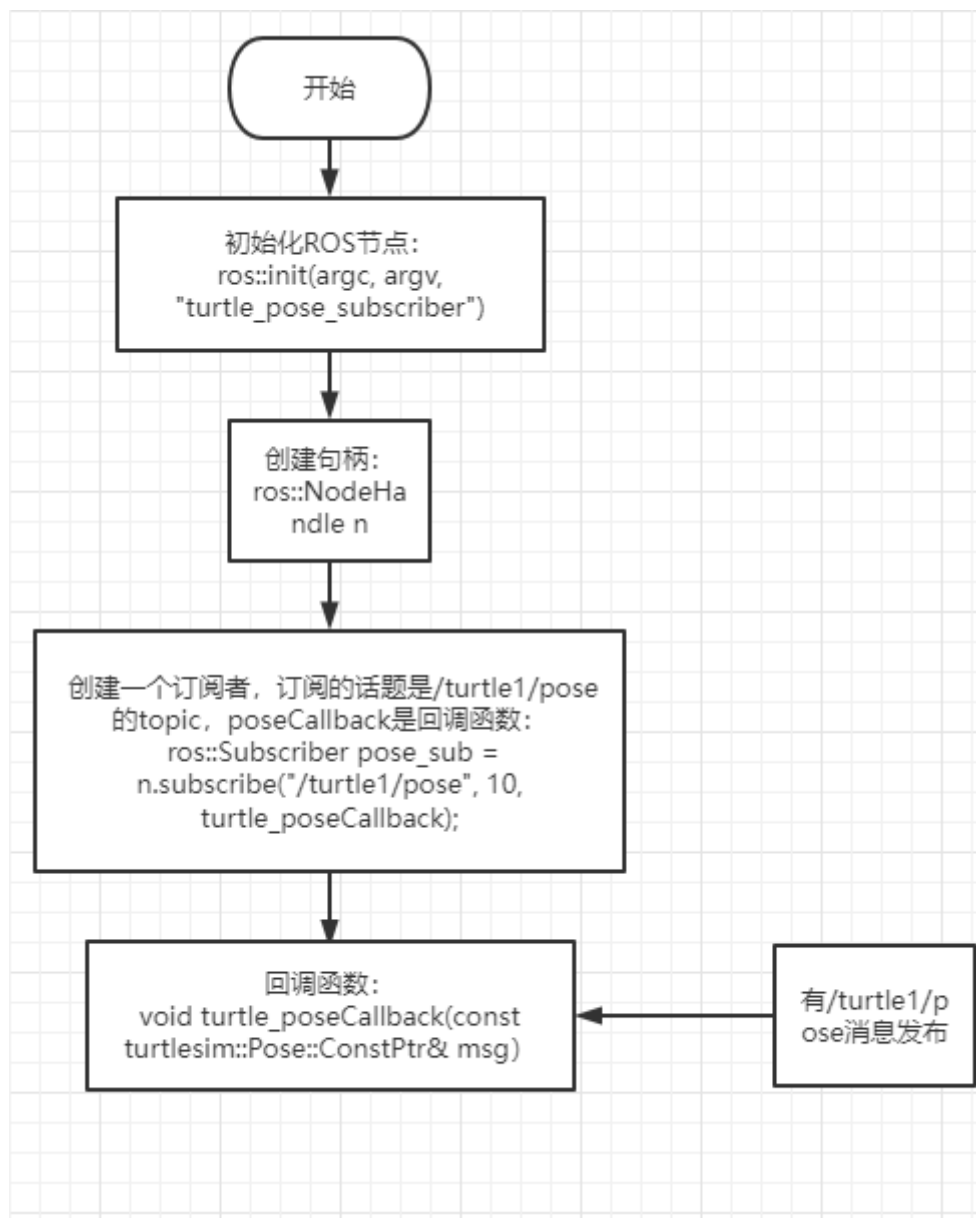 开始
初始化ROS节点：
ros::init(argc, argv,
"turtle_pose_subscriber")
创建句柄：
ros::NodeHa
ndle n
创建一个订阅者，订阅的话题是/turtle1/pose
的topic，poseCallback是回调函数：
ros::Subscriber pose_sub =
n.subscribe("/turtle1/pose", 10,
turtle_poseCallback);
回调函数：
void turtle_poseCallback(const
turtlesim::Pose::ConstPtr& msg）
有/turtle1/p
ose消息发布